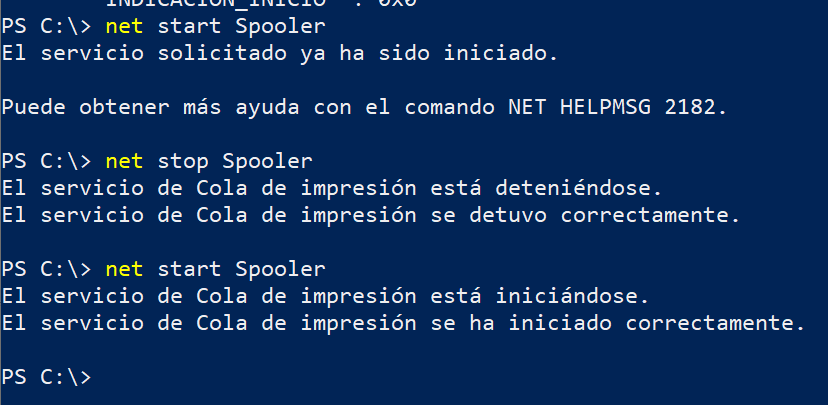 INDICACIÓN_INICIO : 0x0
PS C:\> net start Spooler
El servicio solicitado ya ha sido iniciado.
Puede obtener más ayuda con el comando NET HELPMSG 2182.
PS C:\> net stop Spooler
El servicio de Cola de impresión está deteniéndose.
El servicio de Cola de impresión se detuvo correctamente.
PS C:\> net start Spooler
El servicio de Cola de impresión está iniciándose.
El servicio de Cola de impresión se ha iniciado correctamente.
PS C:\>